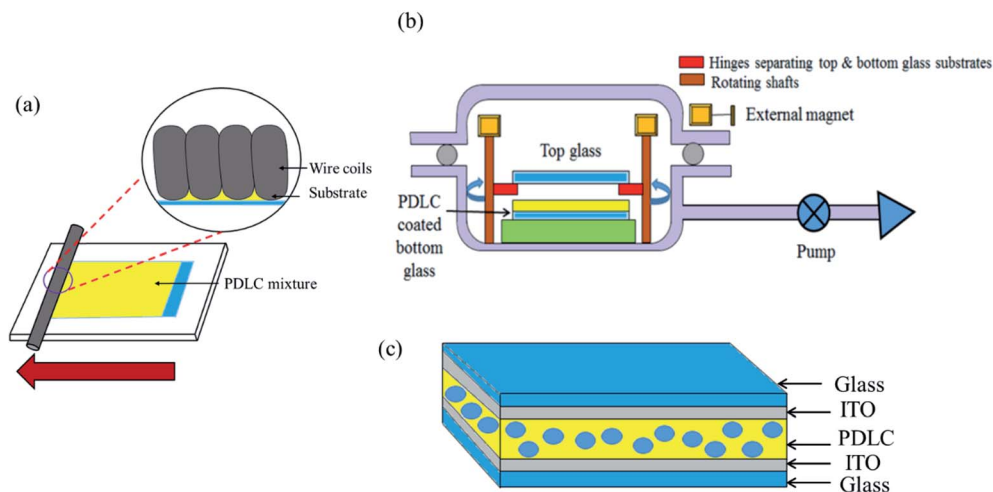 (a)
Wire coils
Substrate
PDLC mixture
(b)
Hinges separating top & bottom glass substrates
Rotating shafts
External magnet
Top glass
PDLC
coated
bottom
glass
Pump
(c)
Glass
ITO
PDLC
ITO
Glass